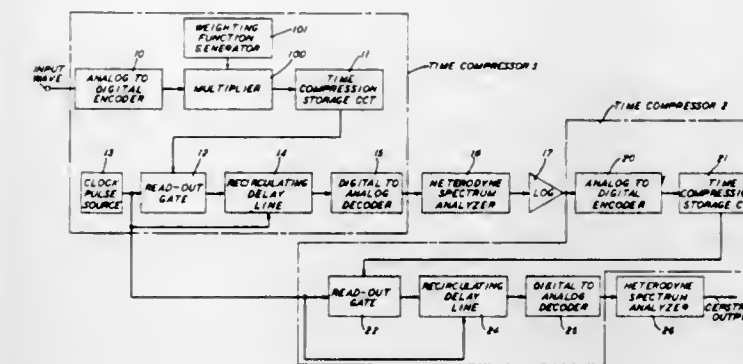 WEIGHTING
FUNCTION
GENERATOR
101
100
INPUT
WAVE
10
ANALOG TO
DIGITAL
ENCODER
MULTIPLIER
11
TIME
COMPRESSION
STORAGE CCT
TIME COMPRESSOR 1
TIME COMPRESSOR 2
13
CLOCK
PULSE
SOURCE
12
READ-OUT
GATE
14
RECIRCULATING
DELAY
LINE
15
DIGITAL TO
ANALOG
DECODER
16
HETERODYNE
SPECTRUM
ANALYZER
17
LOG
20
ANALOG TO
DIGITAL
ENCODER
21
TIME
COMPRESSIO
STORAGE C
READ-OUT
GATE
22
RECIRCULATING
DELAY
LINE
24
DIGITAL TO
ANALOG
DECODER
25
HETERODYNE
SPECTRUM
ANALYZER
26
CEPSTR
OUTPU